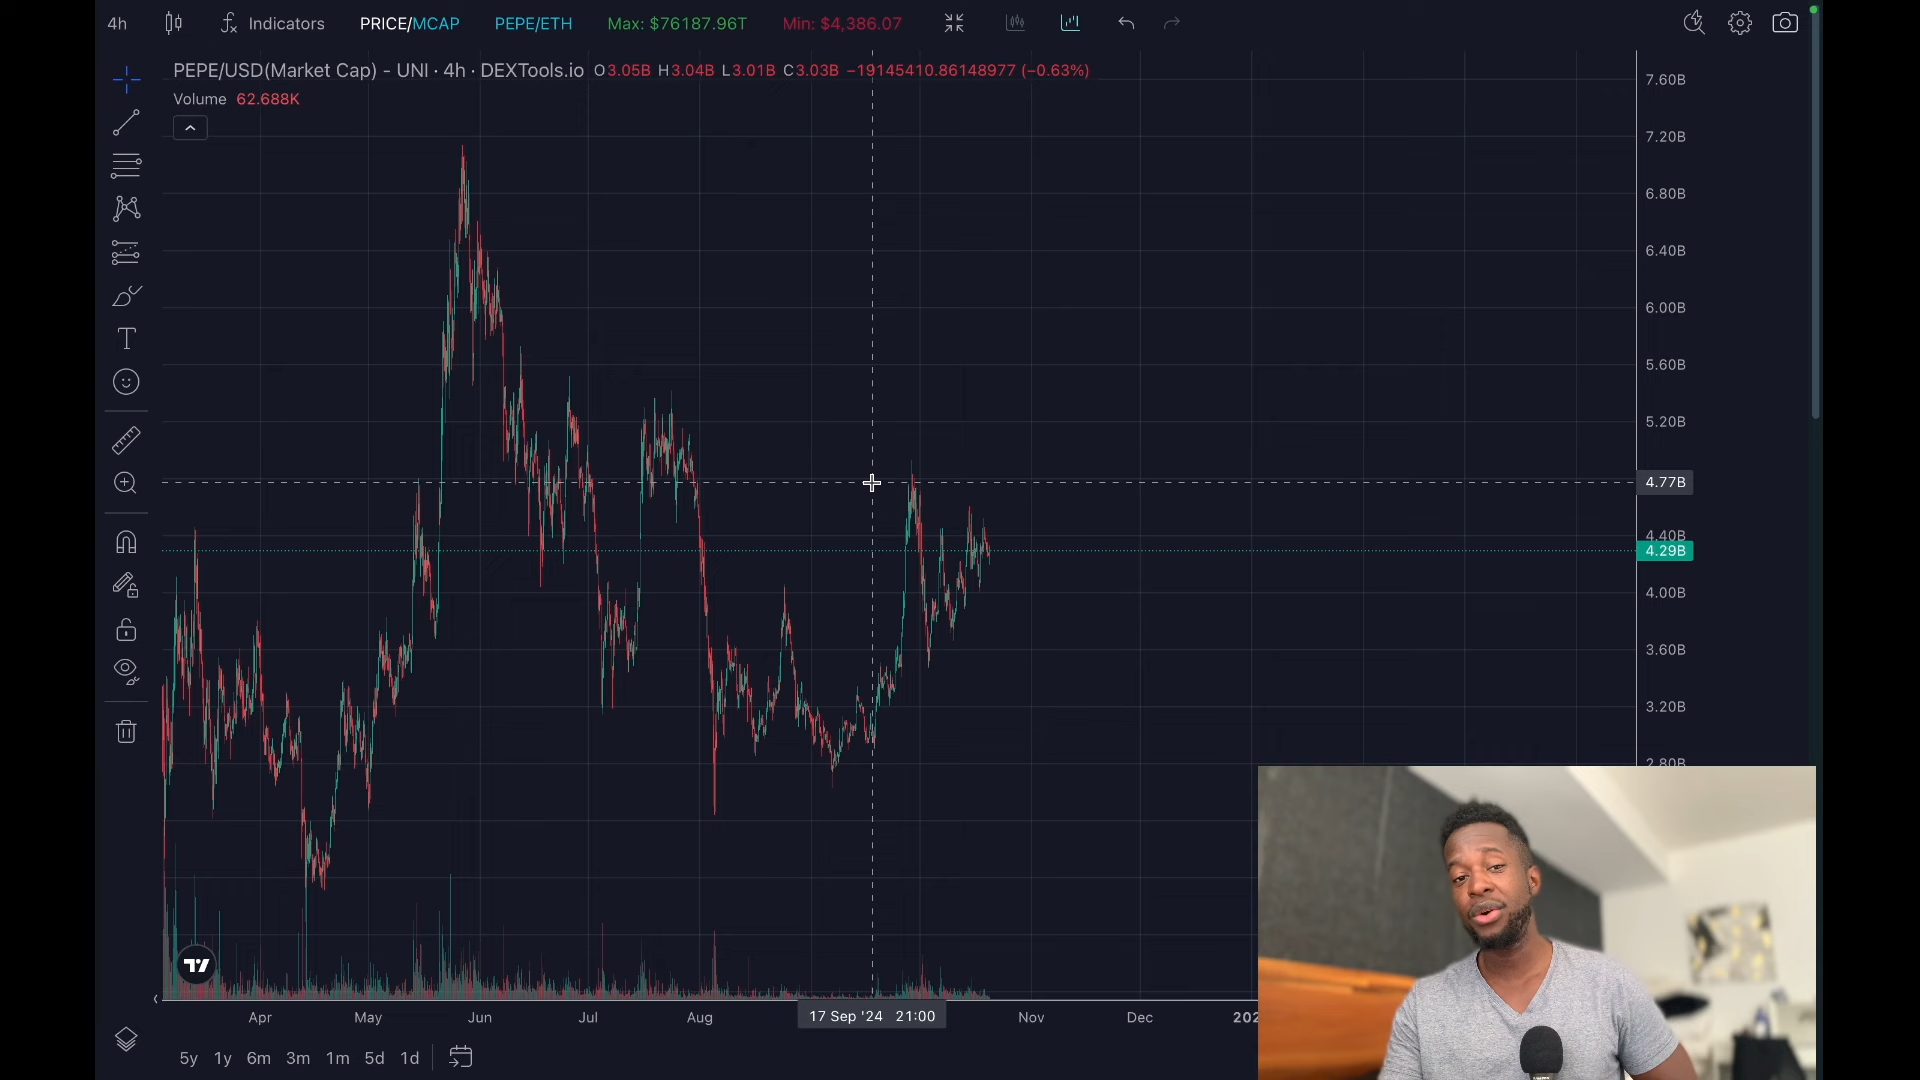 4h Indicators PRICE/MCAP PEPE/ETH Max: $76187.96T Min: $4,386.07
PEPE/USD(Market Cap) - UNI · 4h · DEXTools.io O3.05B H3.04B L3.01B C3.03B −19145410.86148977 (−0.63%)
Volume 62.688K
7.60B
7.20B
6.80B
6.40B
6.00B
5.60B
5.20B
4.77B
4.40B
4.29B
4.00B
3.60B
3.20B
2.80B
Apr May Jun Jul Aug 17 Sep '24 21:00 Nov Dec 202
5y 1y 6m 3m 1m 5d 1d